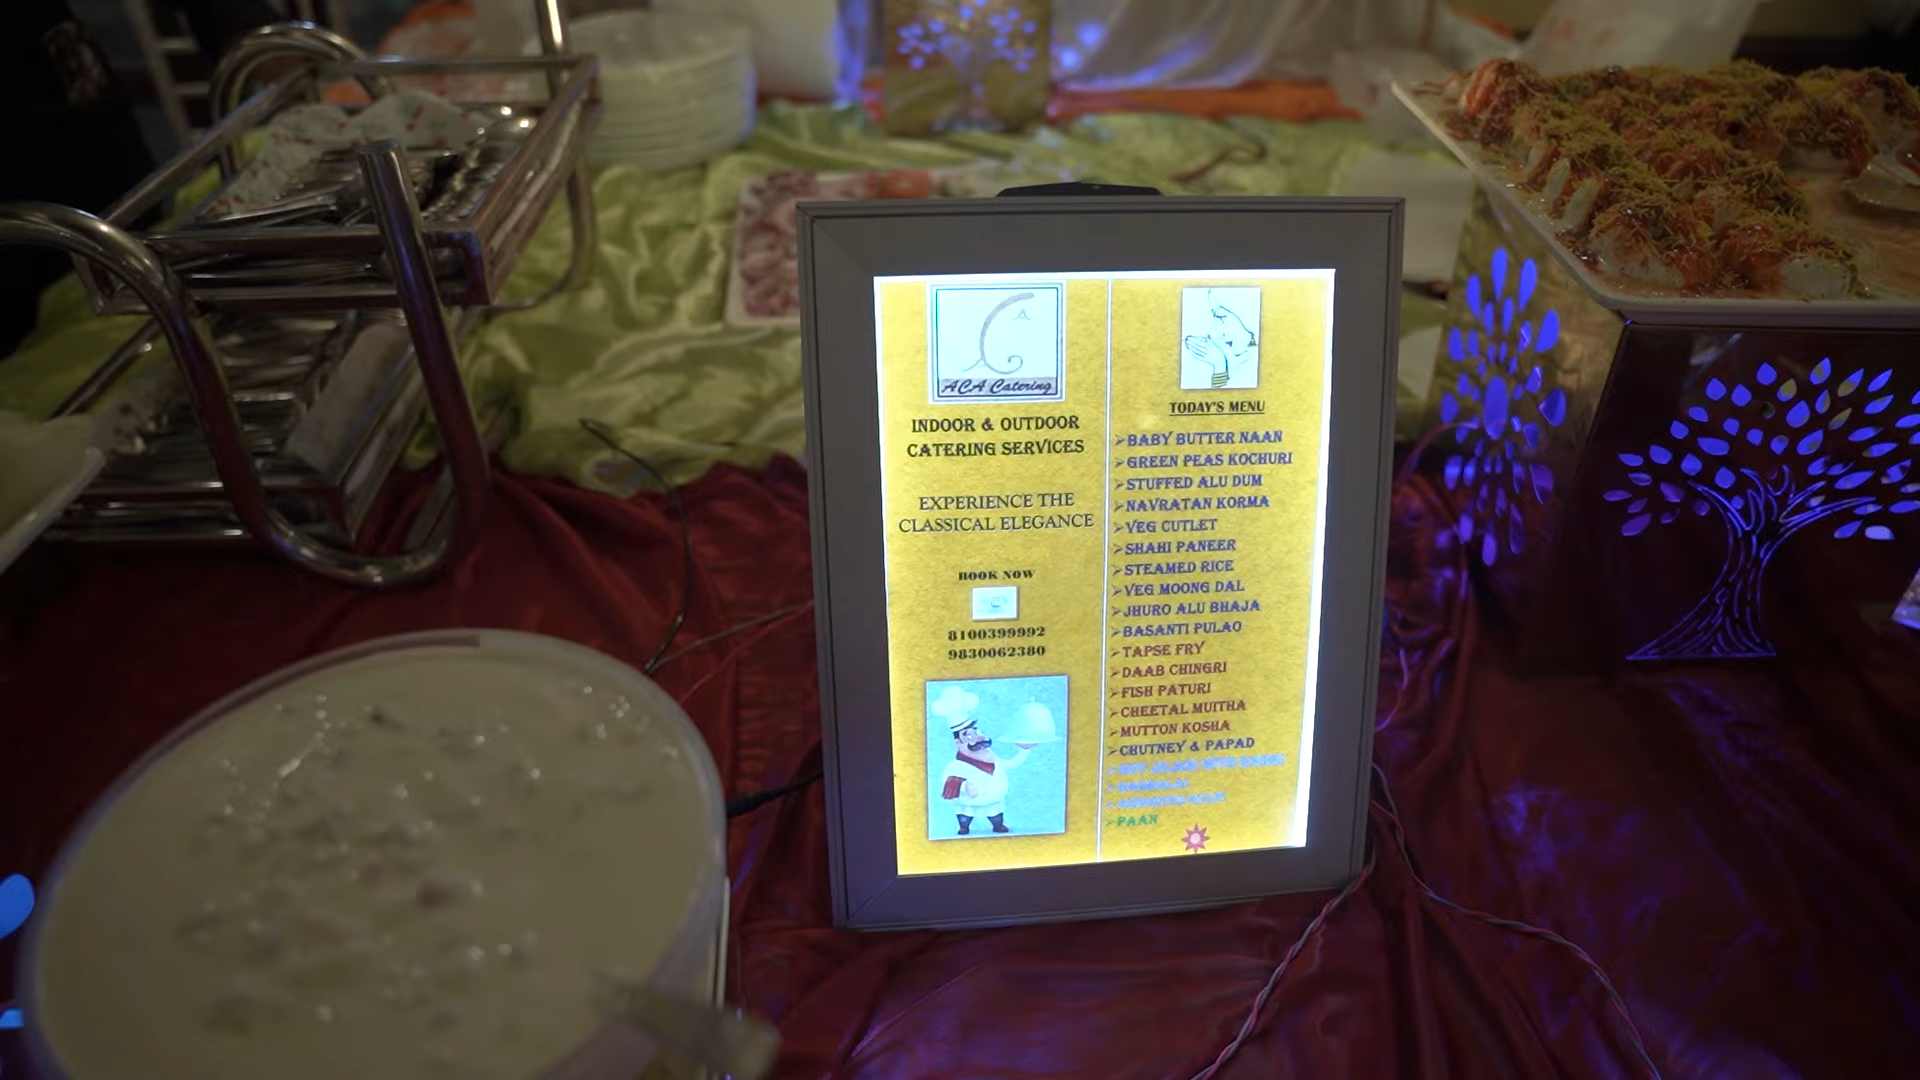 CA
ACA Catering
INDOOR & OUTDOOR
CATERING SERVICES
EXPERIENCE THE
CLASSICAL ELEGANCE
BOOK NOW
8100399992
9830062380
TODAY'S MENU
➢BABY BUTTER NAAN
➢GREEN PEAS KOCHURI
➢STUFFED ALU DUM
➢NAVRATAN KORMA
➢VEG CUTLET
➢SHAHI PANEER
➢STEAMED RICE
➢VEG MOONG DAL
➢JHURO ALU BHAJA
➢BASANTI PULAO
➢TAPSE FRY
➢DAAB CHINGRI
➢FISH PATURI
➢CHEETAL MUITHA
➢MUTTON KOSHA
➢CHUTNEY & PAPAD
➢PAAN